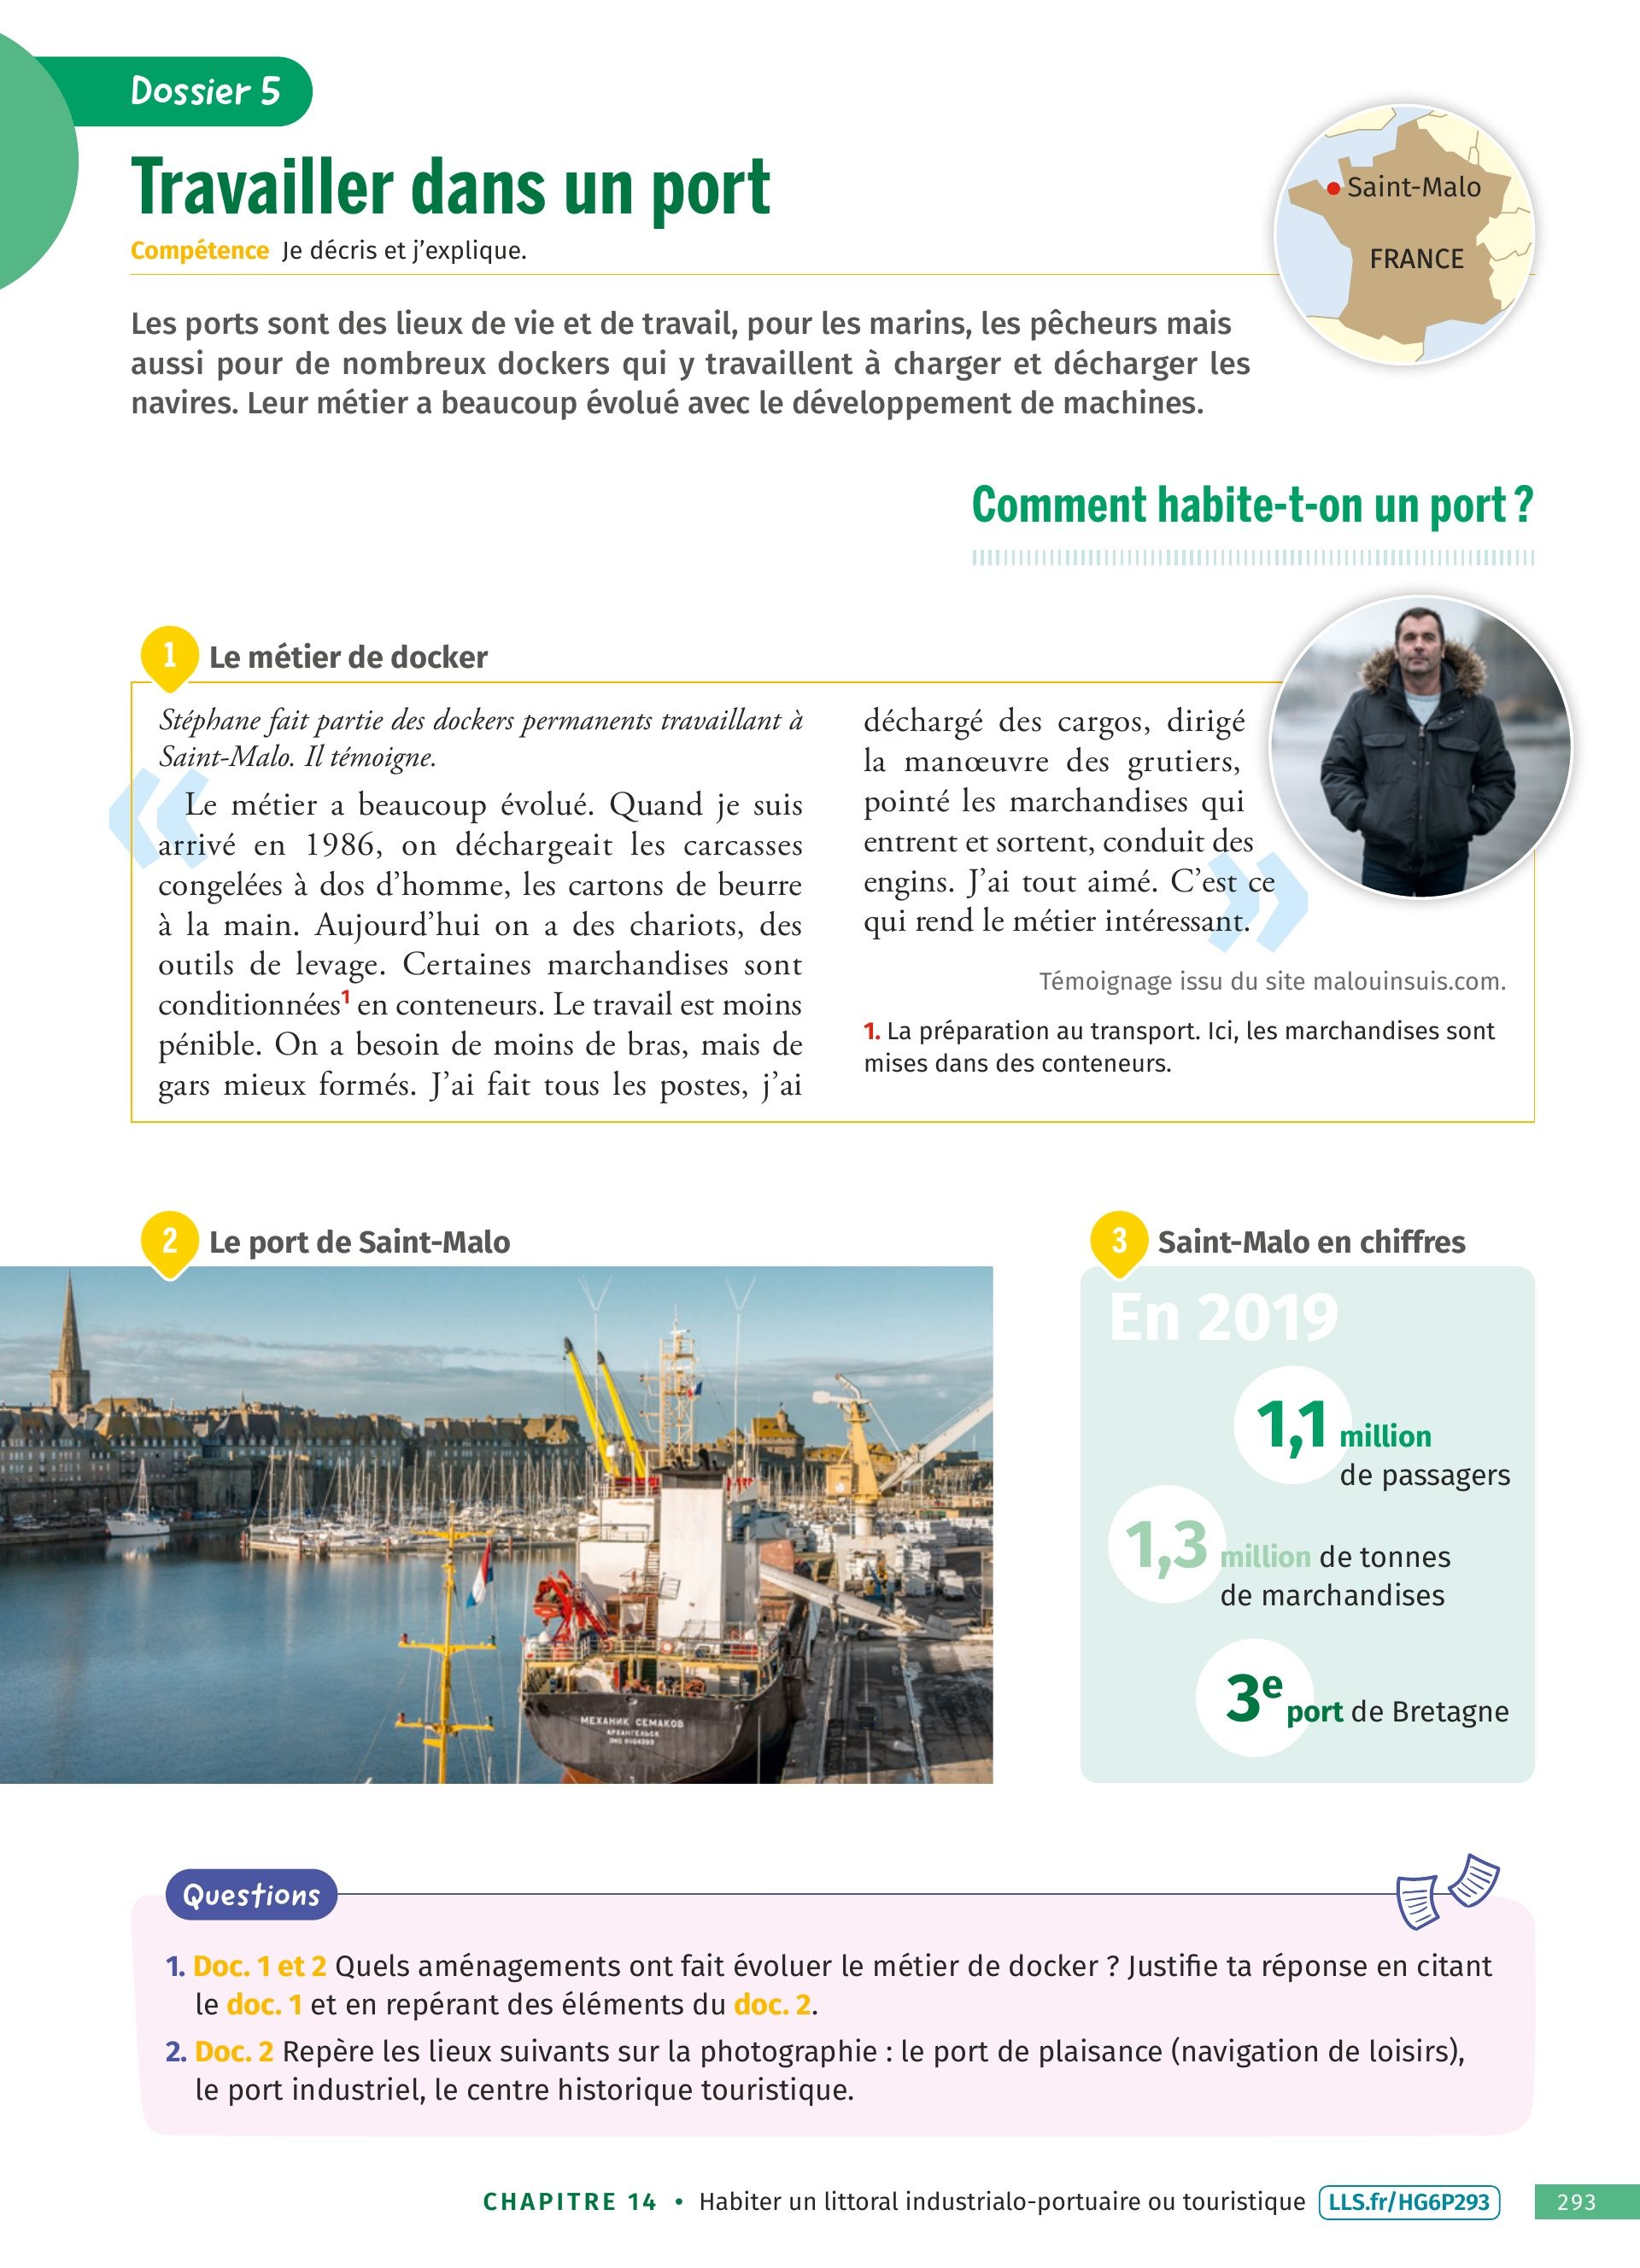 Dossier 5
Travailler dans un port
Compétence Je décris et j'explique.
Saint-Malo
FRANCE
Les ports sont des lieux de vie et de travail, pour les marins, les pêcheurs mais
aussi pour de nombreux dockers qui y travaillent à charger et décharger les
navires. Leur métier a beaucoup évolué avec le développement de machines.
Comment habite-t-on un port ?
1 Le métier de docker
Stéphane fait partie des dockers permanents travaillant à
Saint-Malo. Il témoigne.
«
Le métier a beaucoup évolué. Quand je suis
arrivé en 1986, on déchargeait les carcasses
congelées à dos d'homme, les cartons de beurre
à la main. Aujourd'hui on a des chariots, des
outils de levage. Certaines marchandises sont
conditionnées1 en conteneurs. Le travail est moins
pénible. On a besoin de moins de bras, mais de
gars mieux formés. J'ai fait tous les postes, j'ai
déchargé des cargos, dirigé
la manœuvre des grutiers,
pointé les marchandises qui
entrent et sortent, conduit des
engins. J'ai tout aimé. C'est ce
qui rend le métier intéressant.
»
Témoignage issu du site malouinsuis.com.
1. La préparation au transport. Ici, les marchandises sont
mises dans des conteneurs.
2 Le port de Saint-Malo
МЕХАНИК СЕМАКОВ
АРХАНГЕЛЬСК
3 Saint-Malo en chiffres
En 2019
1,1 million
de passagers
1,3 million de tonnes
de marchandises
3e port de Bretagne
Questions
1. Doc. 1 et 2 Quels aménagements ont fait évoluer le métier de docker ? Justifie ta réponse en citant
le doc. 1 et en repérant des éléments du doc. 2.
2. Doc. 2 Repère les lieux suivants sur la photographie : le port de plaisance (navigation de loisirs),
le port industriel, le centre historique touristique.
CHAPITRE 14 • Habiter un littoral industrialo-portuaire ou touristique LLS.fr/HG6P293 293